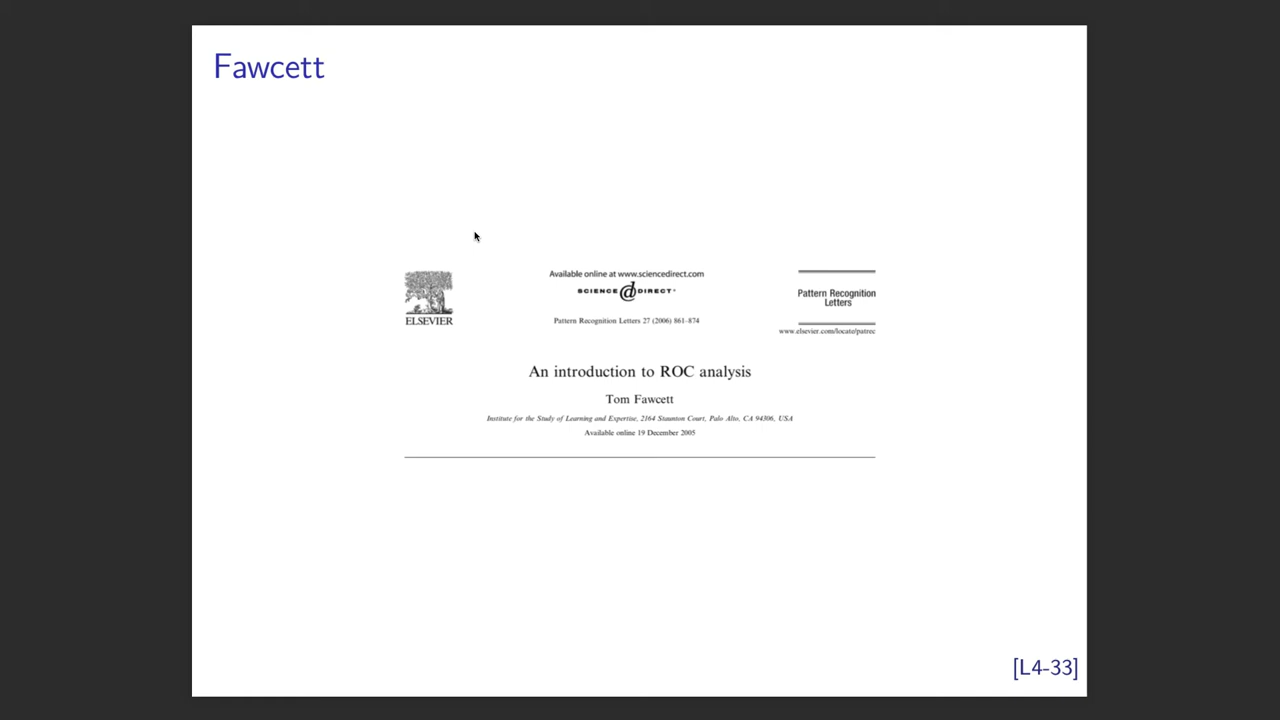 Fawcett
ELSEVIER
Available online at www.sciencedirect.com
SCIENCE @DIRECT®
Pattern Recognition Letters 27 (2006) 861–874
Pattern Recognition
Letters
www.elsevier.com/locate/patrec
An introduction to ROC analysis
Tom Fawcett
Institute for the Study of Learning and Expertise, 2164 Staunton Court, Palo Alto, CA 94306, USA
Available online 19 December 2005
[L4-33]